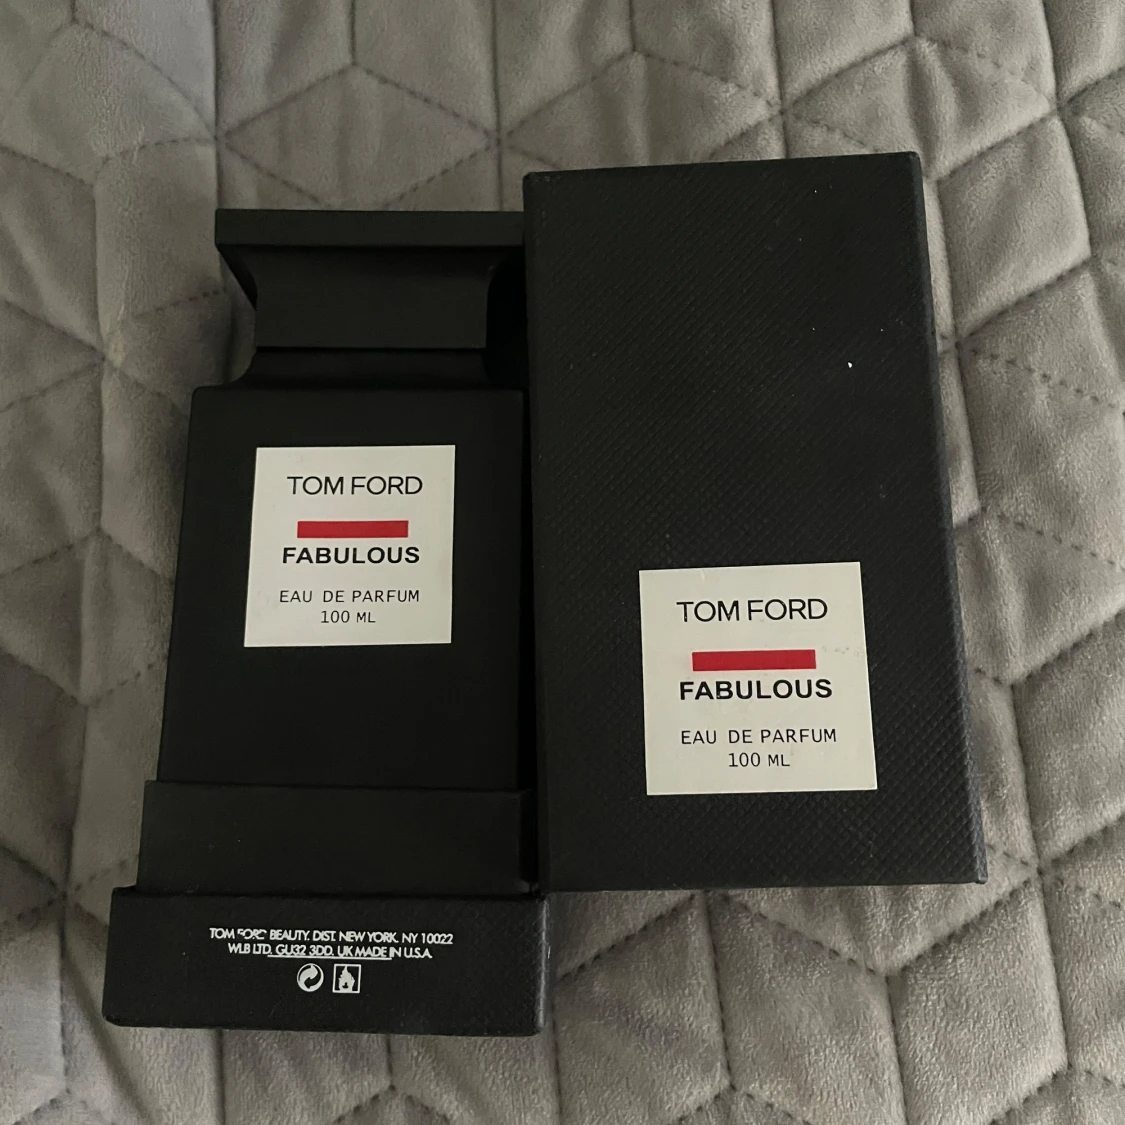 TOM FORD
FABULOUS
EAU DE PARFUM
100 ML
TOM FORD
FABULOUS
EAU DE PARFUM
100 ML
TOM FORD BEAUTY. DIST. NEW YORK. NY 10022
WLB LTD. GU32 3DD. UK MADE IN U.S.A.